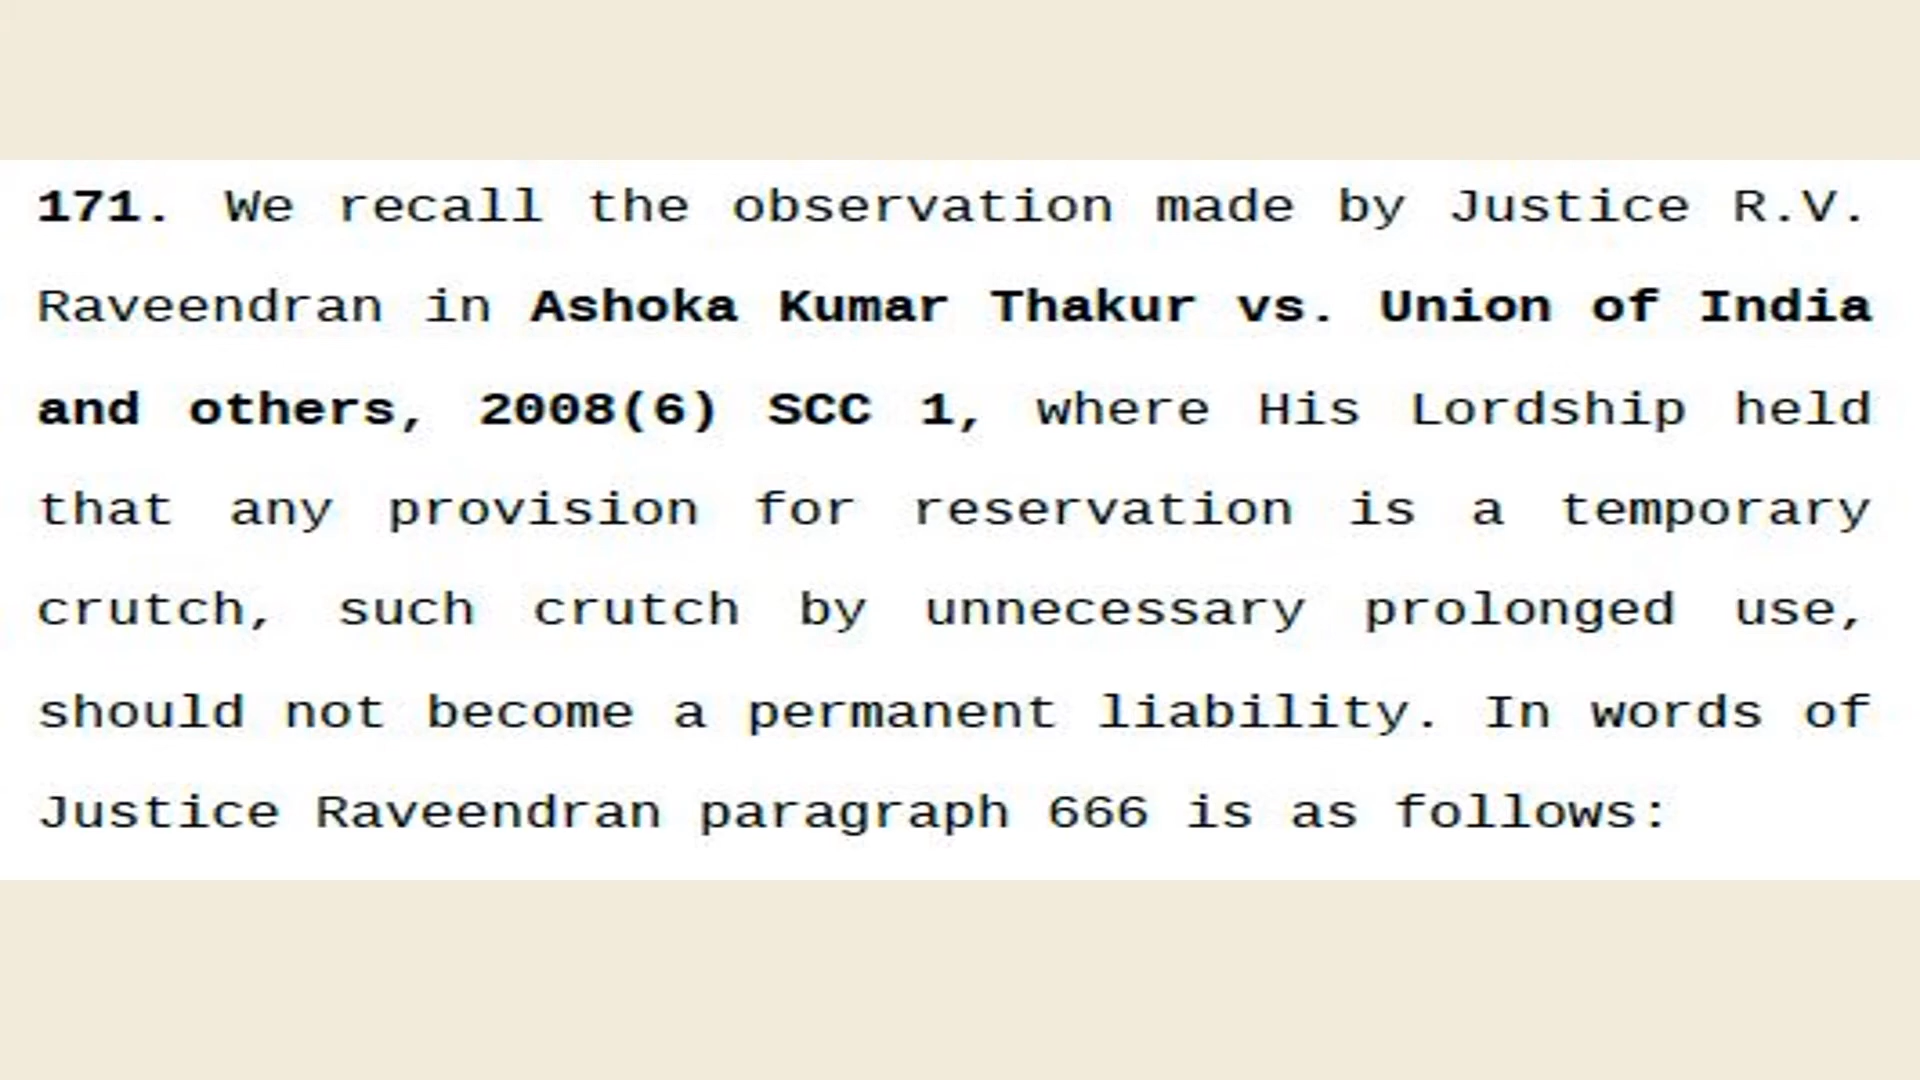 171. We recall the observation made by Justice R.V.
Raveendran in Ashoka Kumar Thakur vs. Union of India
and others, 2008(6) SCC 1, where His Lordship held
that any provision for reservation is a temporary
crutch, such crutch by unnecessary prolonged use,
should not become a permanent liability. In words of
Justice Raveendran paragraph 666 is as follows: